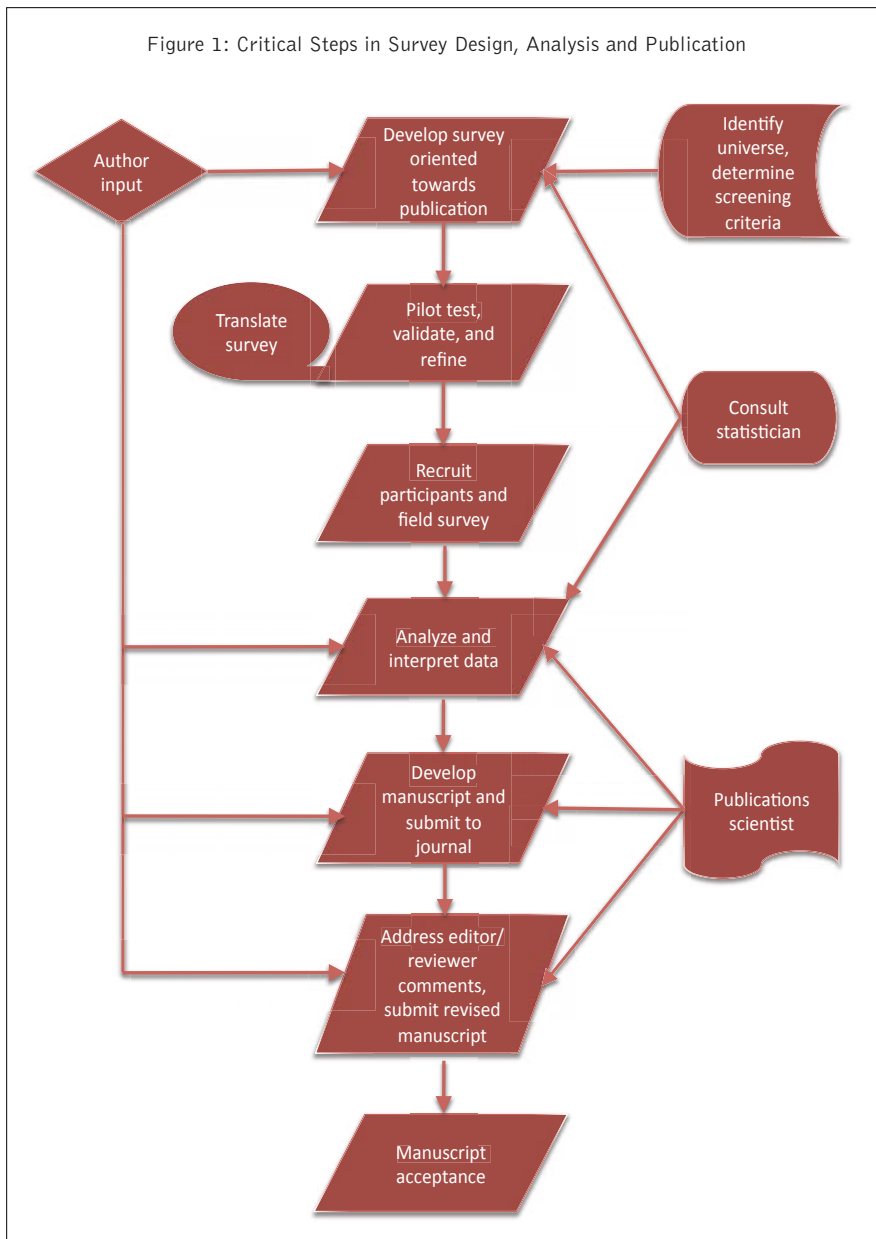 Figure 1: Critical Steps in Survey Design, Analysis and Publication
Author
input
Develop survey
oriented
towards
publication
Identify
universe,
determine
screening
criteria
Translate
survey
Pilot test,
validate, and
refine
Consult
statistician
Recruit
participants and
field survey
Analyze and
interpret data
Develop
manuscript and
submit to
journal
Publications
scientist
Address editor/
reviewer
comments,
submit revised
manuscript
Manuscript
acceptance